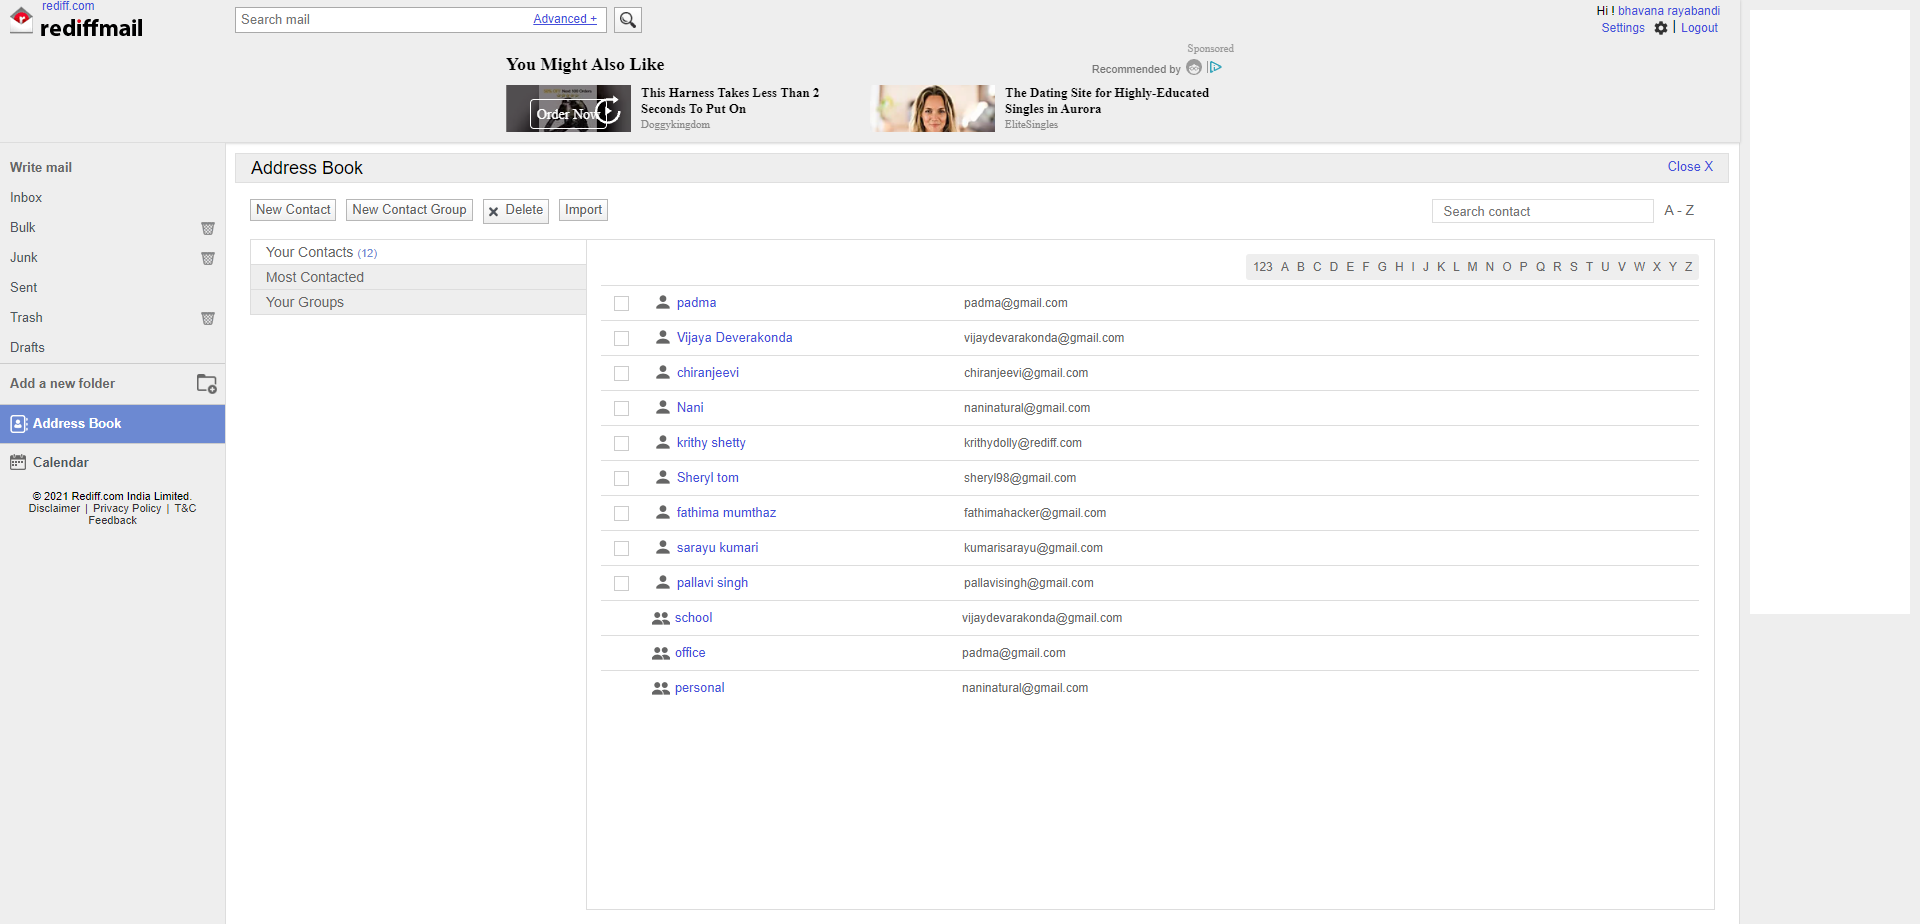 rediff.com
rediffmail
Search mail
Advanced +
Hi ! bhavana rayabandi
Settings | Logout
Sponsored
You Might Also Like
Recommended by
Order Now
This Harness Takes Less Than 2
Seconds To Put On
Doggykingdom
The Dating Site for Highly-Educated
Singles in Aurora
EliteSingles
Write mail
Inbox
Bulk
Junk
Sent
Trash
Drafts
Add a new folder
Address Book
Calendar
© 2021 Rediff.com India Limited.
Disclaimer | Privacy Policy | T&C
Feedback
Address Book
Close X
New Contact
New Contact Group
Delete
Import
Search contact
A - Z
Your Contacts (12)
Most Contacted
Your Groups
123 A B C D E F G H I J K L M N O P Q R S T U V W X Y Z
padma padma@gmail.com
Vijaya Deverakonda vijaydevarakonda@gmail.com
chiranjeevi chiranjeevi@gmail.com
Nani naninatural@gmail.com
krithy shetty krithydolly@rediff.com
Sheryl tom sheryl98@gmail.com
fathima mumthaz fathimahacker@gmail.com
sarayu kumari kumarisarayu@gmail.com
pallavi singh pallavisingh@gmail.com
school vijaydevarakonda@gmail.com
office padma@gmail.com
personal naninatural@gmail.com